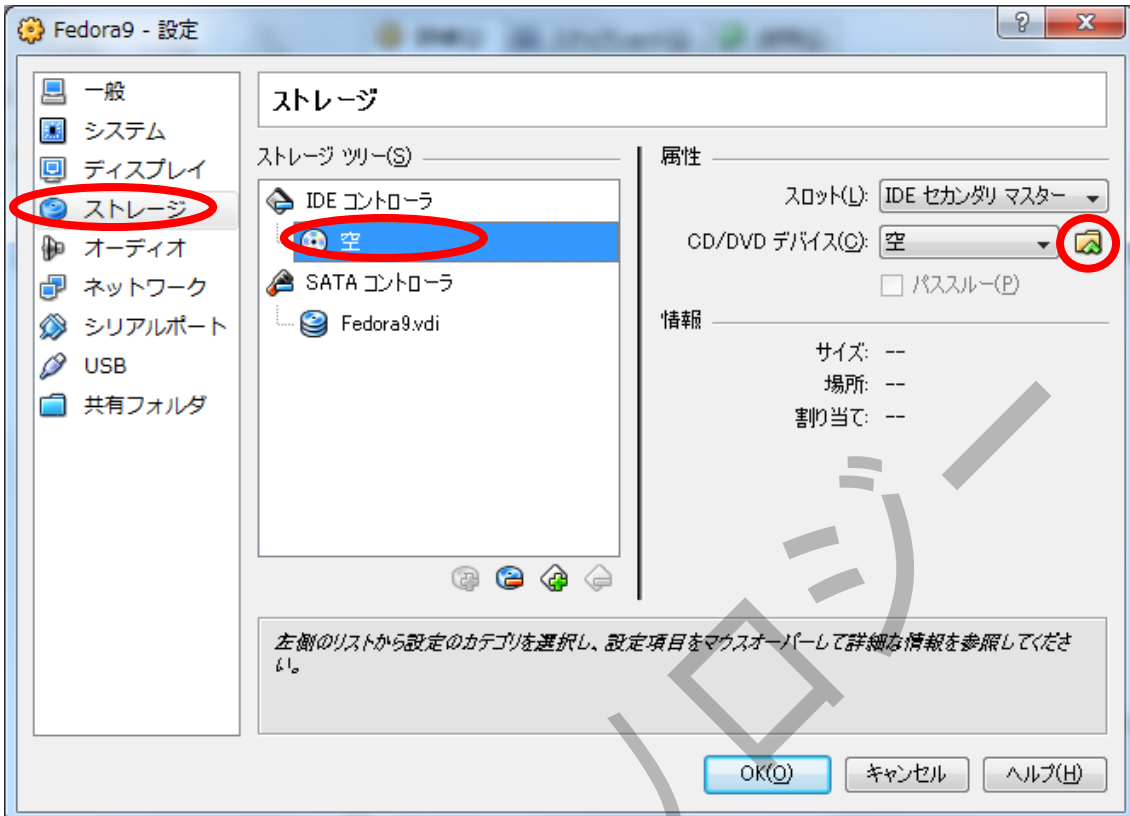 Fedora9 - 設定
一般
システム
ディスプレイ
ストレージ
オーディオ
ネットワーク
シリアルポート
USB
共有フォルダ
ストレージ
ストレージ ツリー(S)
IDE コントローラ
空
SATA コントローラ
Fedora9.vdi
属性
スロット(L): IDE セカンダリ マスター
CD/DVD デバイス(C): 空
パススルー(P)
情報
サイズ: --
場所: --
割り当て: --
左側のリストから設定のカテゴリを選択し、設定項目をマウスオーバーして詳細な情報を参照してくださ
い。
OK(O)
キャンセル
ヘルプ(H)
ノロジー